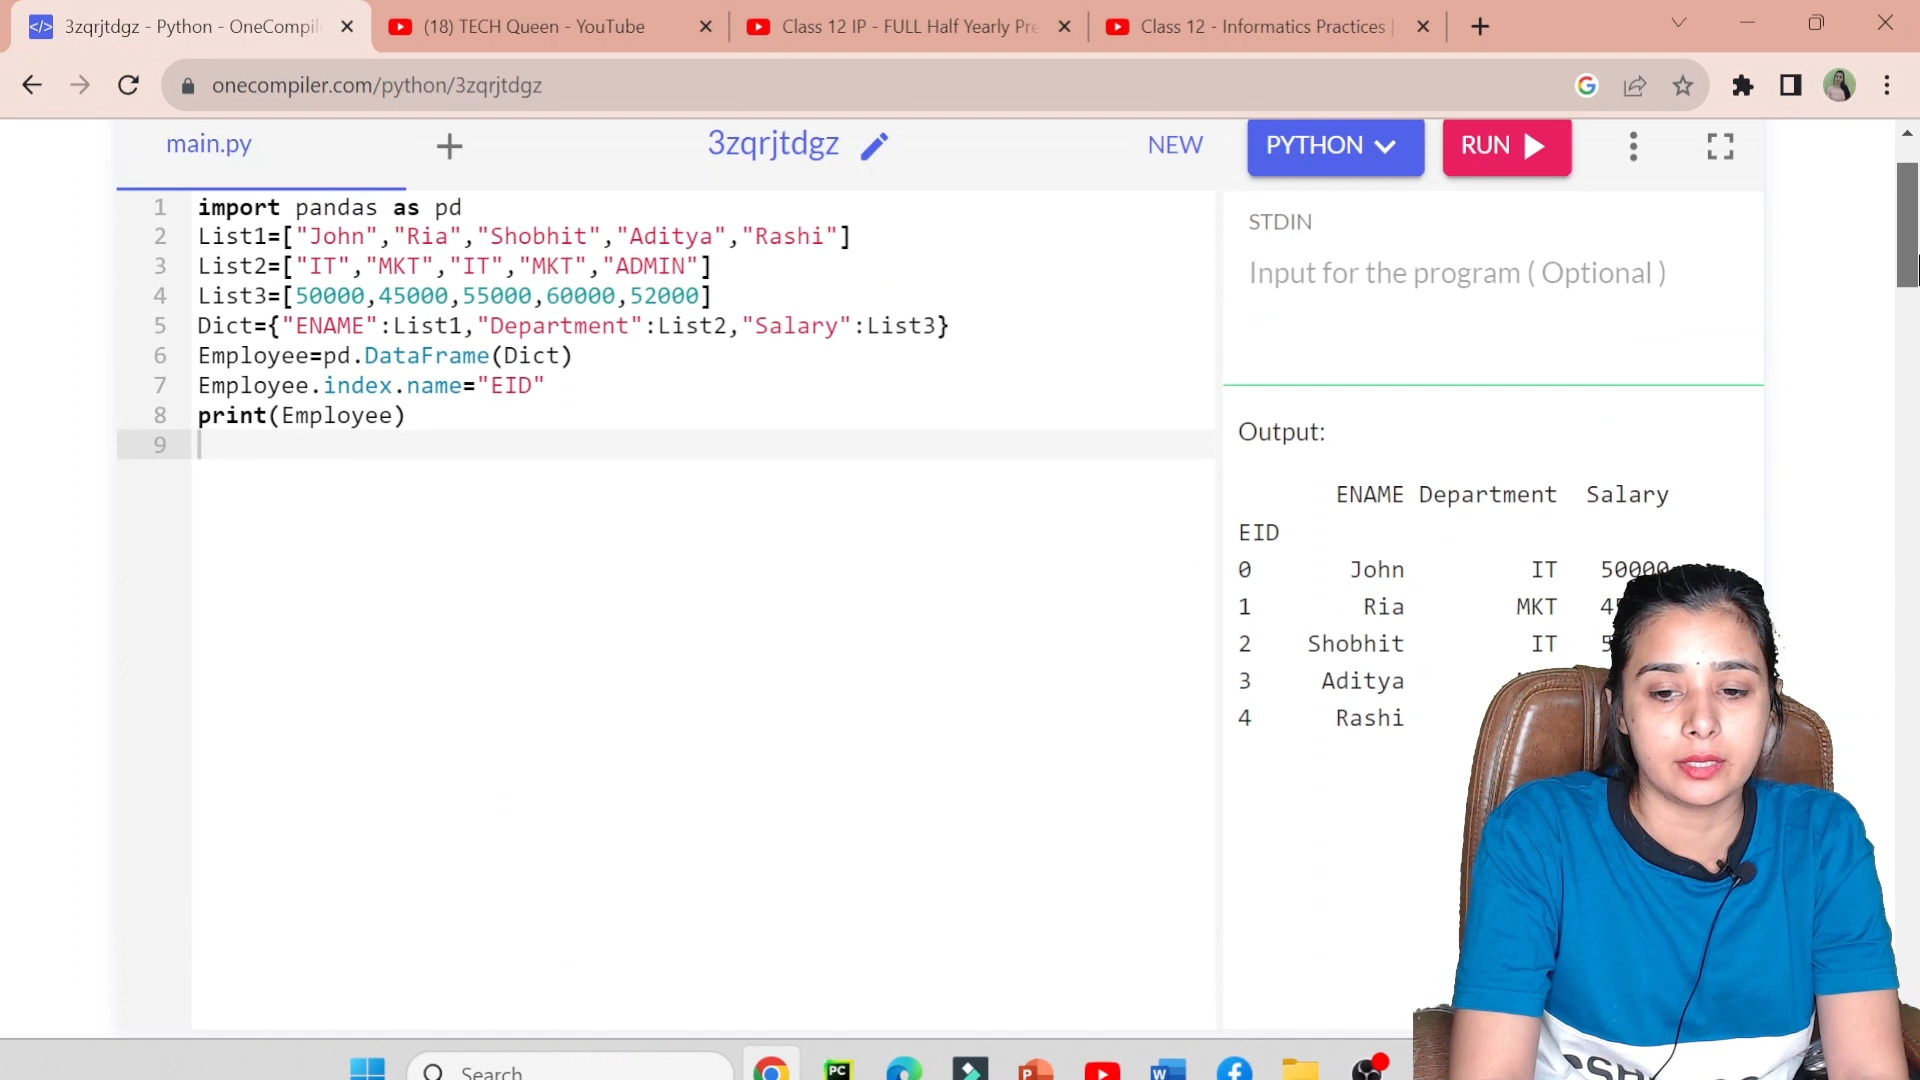 3zqrjtdgz - Python - OneCompil
(18) TECH Queen - YouTube
Class 12 IP - FULL Half Yearly Pre
Class 12 - Informatics Practices |
onecompiler.com/python/3zqrjtdgz
main.py
3zqrjtdgz
NEW
PYTHON
RUN
1 import pandas as pd
2 List1=["John","Ria","Shobhit","Aditya","Rashi"]
3 List2=["IT","MKT","IT","MKT","ADMIN"]
4 List3=[50000,45000,55000,60000,52000]
5 Dict={"ENAME":List1,"Department":List2,"Salary":List3}
6 Employee=pd.DataFrame(Dict)
7 Employee.index.name="EID"
8 print(Employee)
9
STDIN
Input for the program ( Optional )
Output:
ENAME Department Salary
EID
0 John IT 50000
1 Ria MKT 4
2 Shobhit IT 5
3 Aditya
4 Rashi
Search